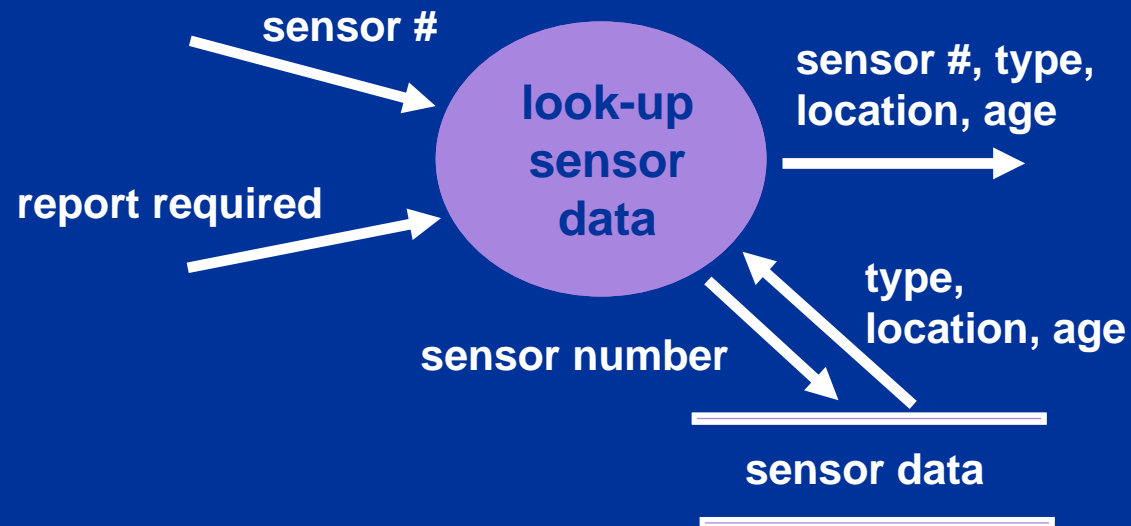 sensor #
look-up
sensor
data
sensor #, type,
location, age
report required
type,
location, age
sensor number
sensor data